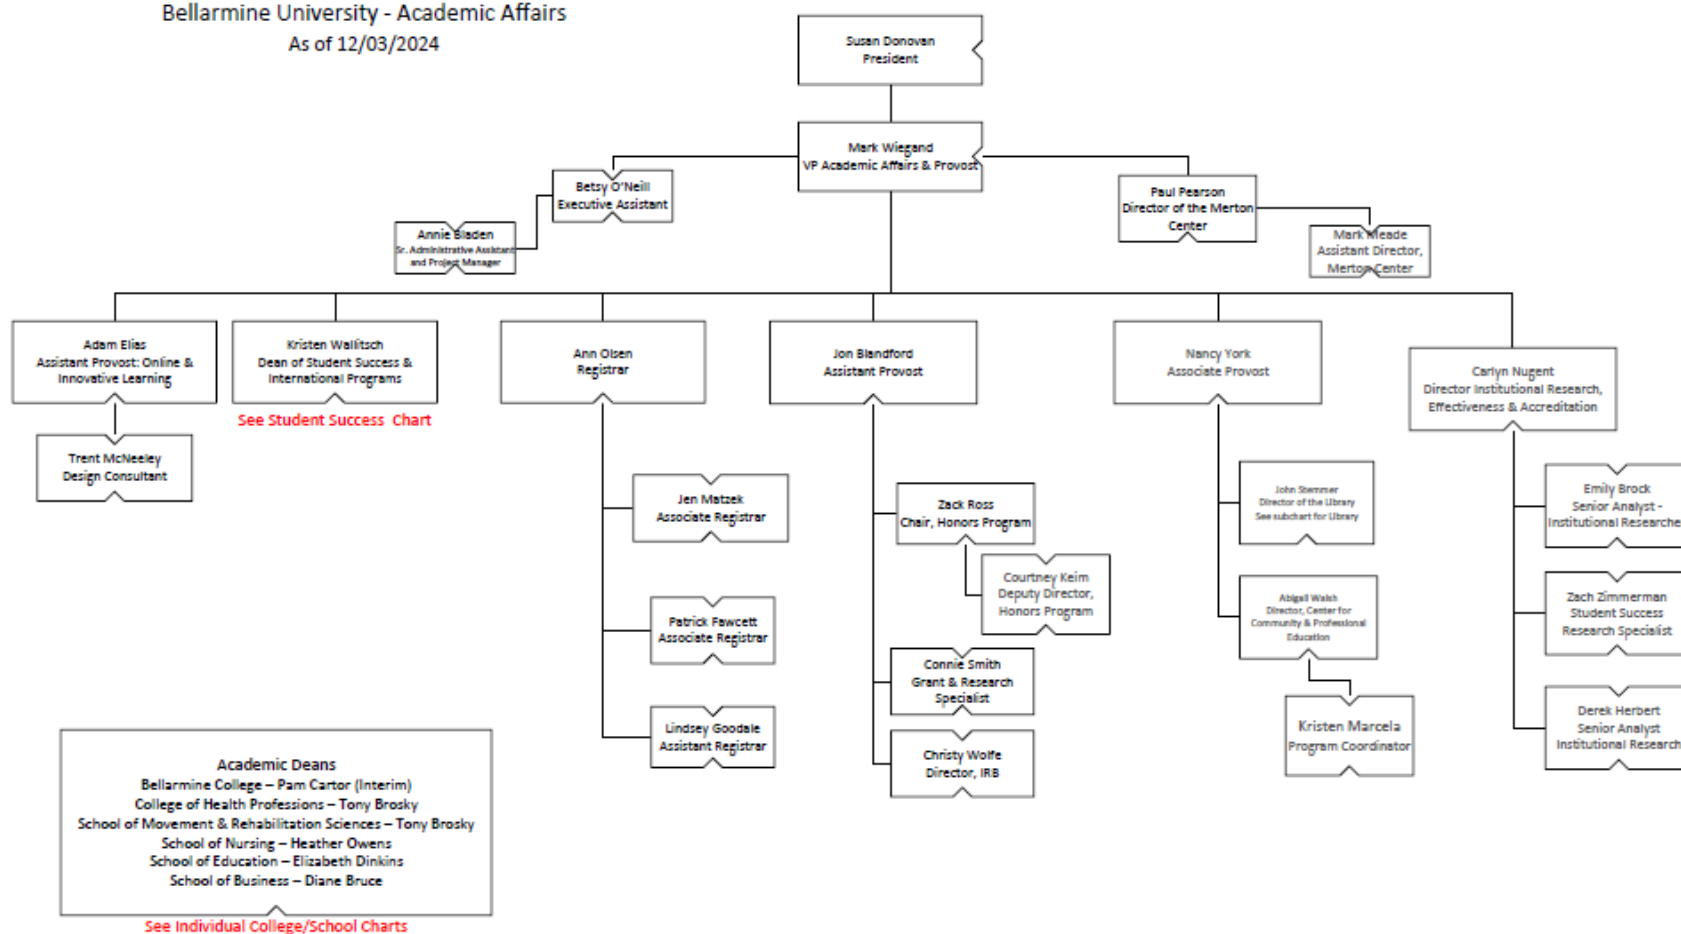 Bellarmine University - Academic Affairs
As of 12/03/2024
Susan Donovan
President
Mark Wiegand
VP Academic Affairs & Provost
Betsy O'Neill
Executive Assistant
Annie Bladen
Sr. Administrative Assistant
and Project Manager
Paul Pearson
Director of the Merton
Center
Mark Meade
Assistant Director,
Merton Center
Adam Elias
Assistant Provost: Online &
Innovative Learning
Trent McNeeley
Design Consultant
Kristen Wallitsch
Dean of Student Success &
International Programs
See Student Success Chart
Ann Olsen
Registrar
Jen Matzek
Associate Registrar
Patrick Fawcett
Associate Registrar
Lindsey Goodale
Assistant Registrar
Jon Blandford
Assistant Provost
Zack Ross
Chair, Honors Program
Courtney Keim
Deputy Director,
Honors Program
Connie Smith
Grant & Research
Specialist
Christy Wolfe
Director, IRB
Nancy York
Associate Provost
John Stemmer
Director of the Library
See subchart for Library
Abigail Walsh
Director, Center for
Community & Professional
Education
Kristen Marcela
Program Coordinator
Carlyn Nugent
Director Institutional Research,
Effectiveness & Accreditation
Emily Brock
Senior Analyst -
Institutional Researche
Zach Zimmerman
Student Success
Research Specialist
Derek Herbert
Senior Analyst
Institutional Research
Academic Deans
Bellarmine College – Pam Cartor (Interim)
College of Health Professions – Tony Brosky
School of Movement & Rehabilitation Sciences – Tony Brosky
School of Nursing – Heather Owens
School of Education – Elizabeth Dinkins
School of Business – Diane Bruce
See Individual College/School Charts